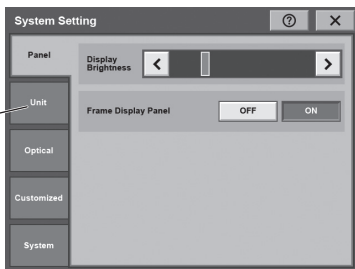 System Setting
?
X
Panel
Display
Brightness
<
>
Unit
Frame Display Panel
OFF
ON
Optical
Customized
System